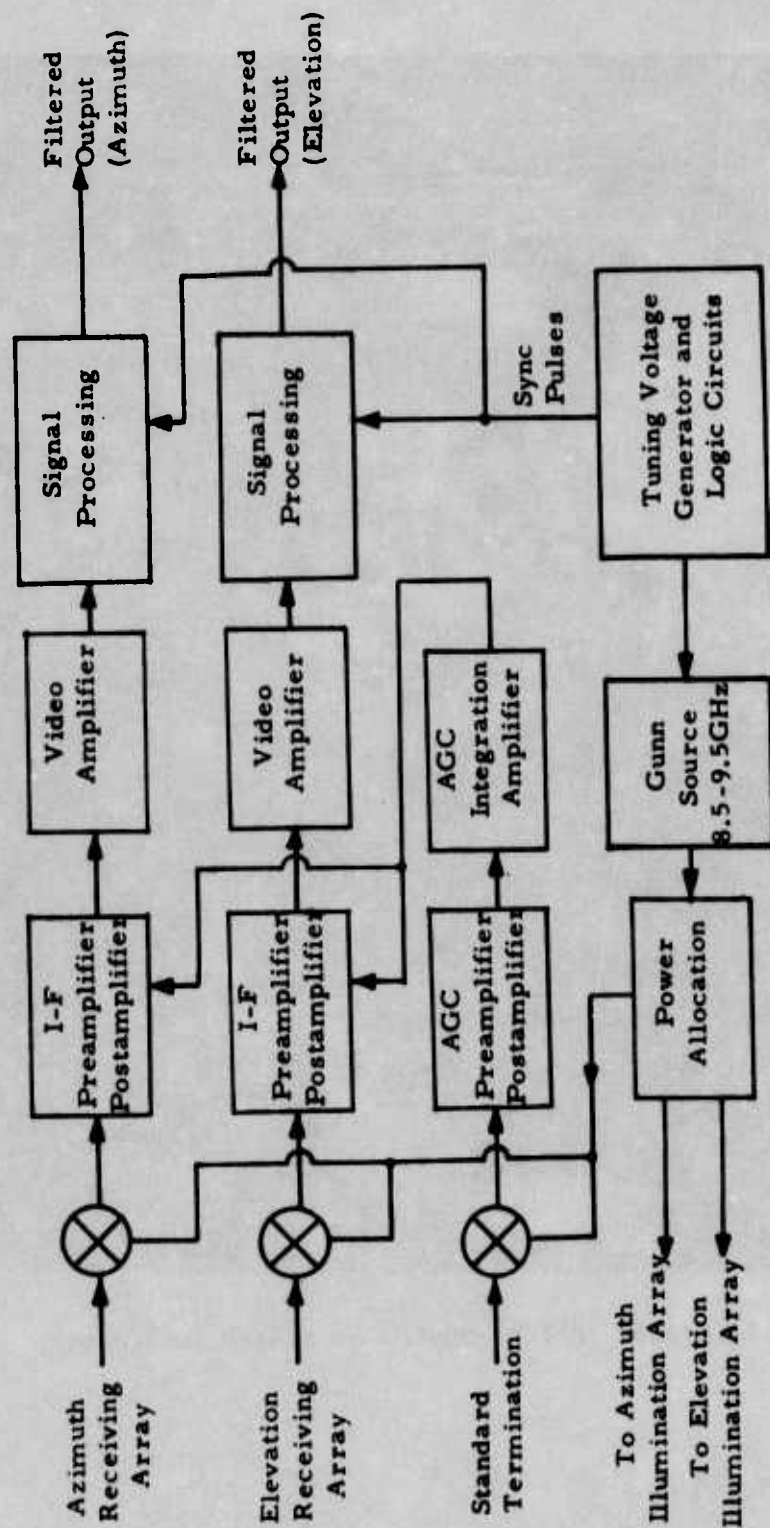 Azimuth
Receiving
Array
I-F
Preamplifier
Postamplifier
Video
Amplifier
Signal
Processing
Filtered
Output
(Azimuth)
Elevation
Receiving
Array
I-F
Preamplifier
Postamplifier
Video
Amplifier
Signal
Processing
Filtered
Output
(Elevation)
Standard
Termination
AGC
Preamplifier
Postamplifier
AGC
Integration
Amplifier
Sync
Pulses
To Azimuth
Illumination Array
To Elevation
Illumination Array
Power
Allocation
Gunn
Source
8.5-9.5GHz
Tuning Voltage
Generator and
Logic Circuits